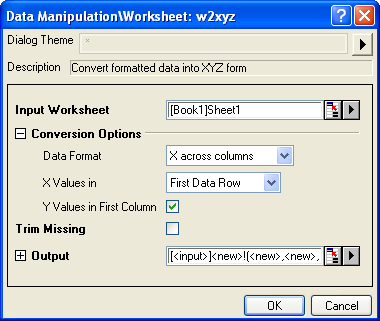 Data Manipulation\Worksheet: w2xyz
Dialog Theme *
Description Convert formatted data into XYZ form
Input Worksheet [Book1]Sheet1
Conversion Options
Data Format X across columns
X Values in First Data Row
Y Values in First Column
Trim Missing
Output [<input>]<new>!(<new>,<new>,
OK Cancel